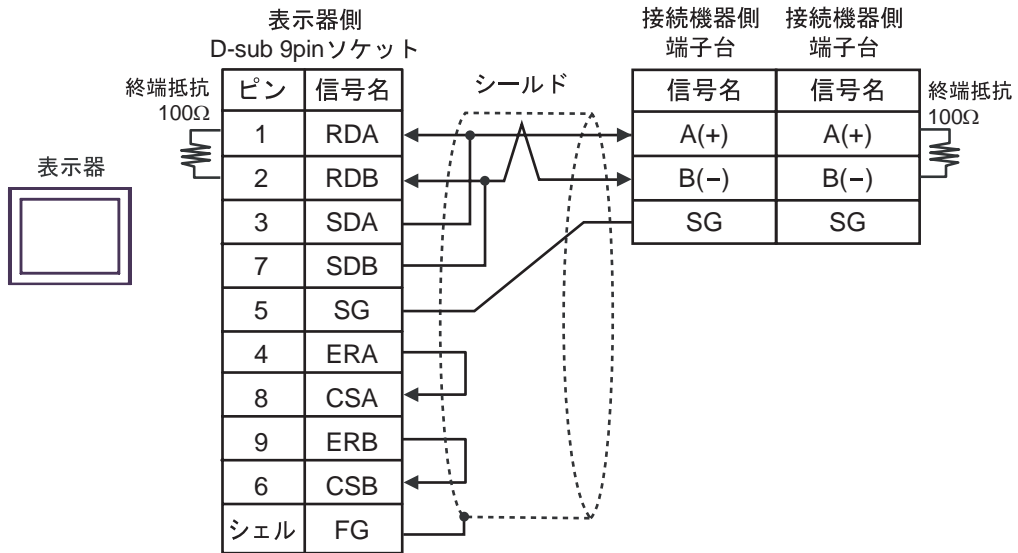 表示器側
D-sub 9pinソケット
接続機器側
端子台
接続機器側
端子台
終端抵抗
100Ω
シールド
終端抵抗
100Ω
表示器
ピン 信号名
1 RDA
2 RDB
3 SDA
7 SDB
5 SG
4 ERA
8 CSA
9 ERB
6 CSB
シェル FG
信号名 信号名
A(+) A(+)
B(−) B(−)
SG SG